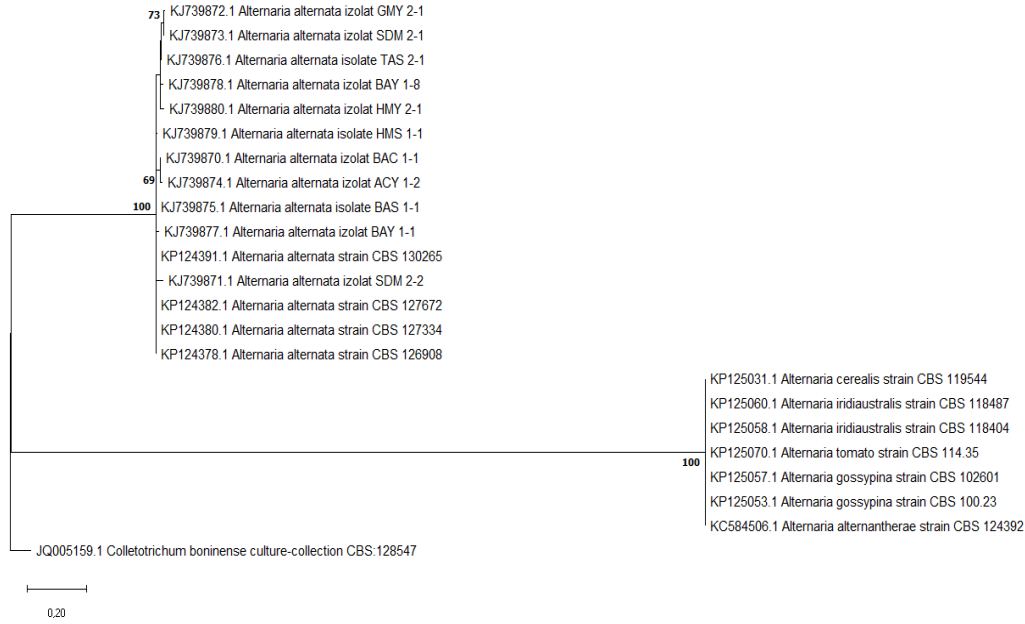 73
KJ739872.1 Alternaria alternata izolat GMY 2-1
KJ739873.1 Alternaria alternata izolat SDM 2-1
KJ739876.1 Alternaria alternata isolate TAS 2-1
KJ739878.1 Alternaria alternata izolat BAY 1-8
KJ739880.1 Alternaria alternata izolat HMY 2-1
KJ739879.1 Alternaria alternata isolate HMS 1-1
KJ739870.1 Alternaria alternata izolat BAC 1-1
69
KJ739874.1 Alternaria alternata izolat ACY 1-2
100
KJ739875.1 Alternaria alternata isolate BAS 1-1
KJ739877.1 Alternaria alternata izolat BAY 1-1
KP124391.1 Alternaria alternata strain CBS 130265
KJ739871.1 Alternaria alternata izolat SDM 2-2
KP124382.1 Alternaria alternata strain CBS 127672
KP124380.1 Alternaria alternata strain CBS 127334
KP124378.1 Alternaria alternata strain CBS 126908
KP125031.1 Alternaria cerealis strain CBS 119544
KP125060.1 Alternaria iridiaustralis strain CBS 118487
KP125058.1 Alternaria iridiaustralis strain CBS 118404
KP125070.1 Alternaria tomato strain CBS 114.35
100
KP125057.1 Alternaria gossypina strain CBS 102601
KP125053.1 Alternaria gossypina strain CBS 100.23
KC584506.1 Alternaria alternantherae strain CBS 124392
JQ005159.1 Colletotrichum boninense culture-collection CBS:128547
0,20